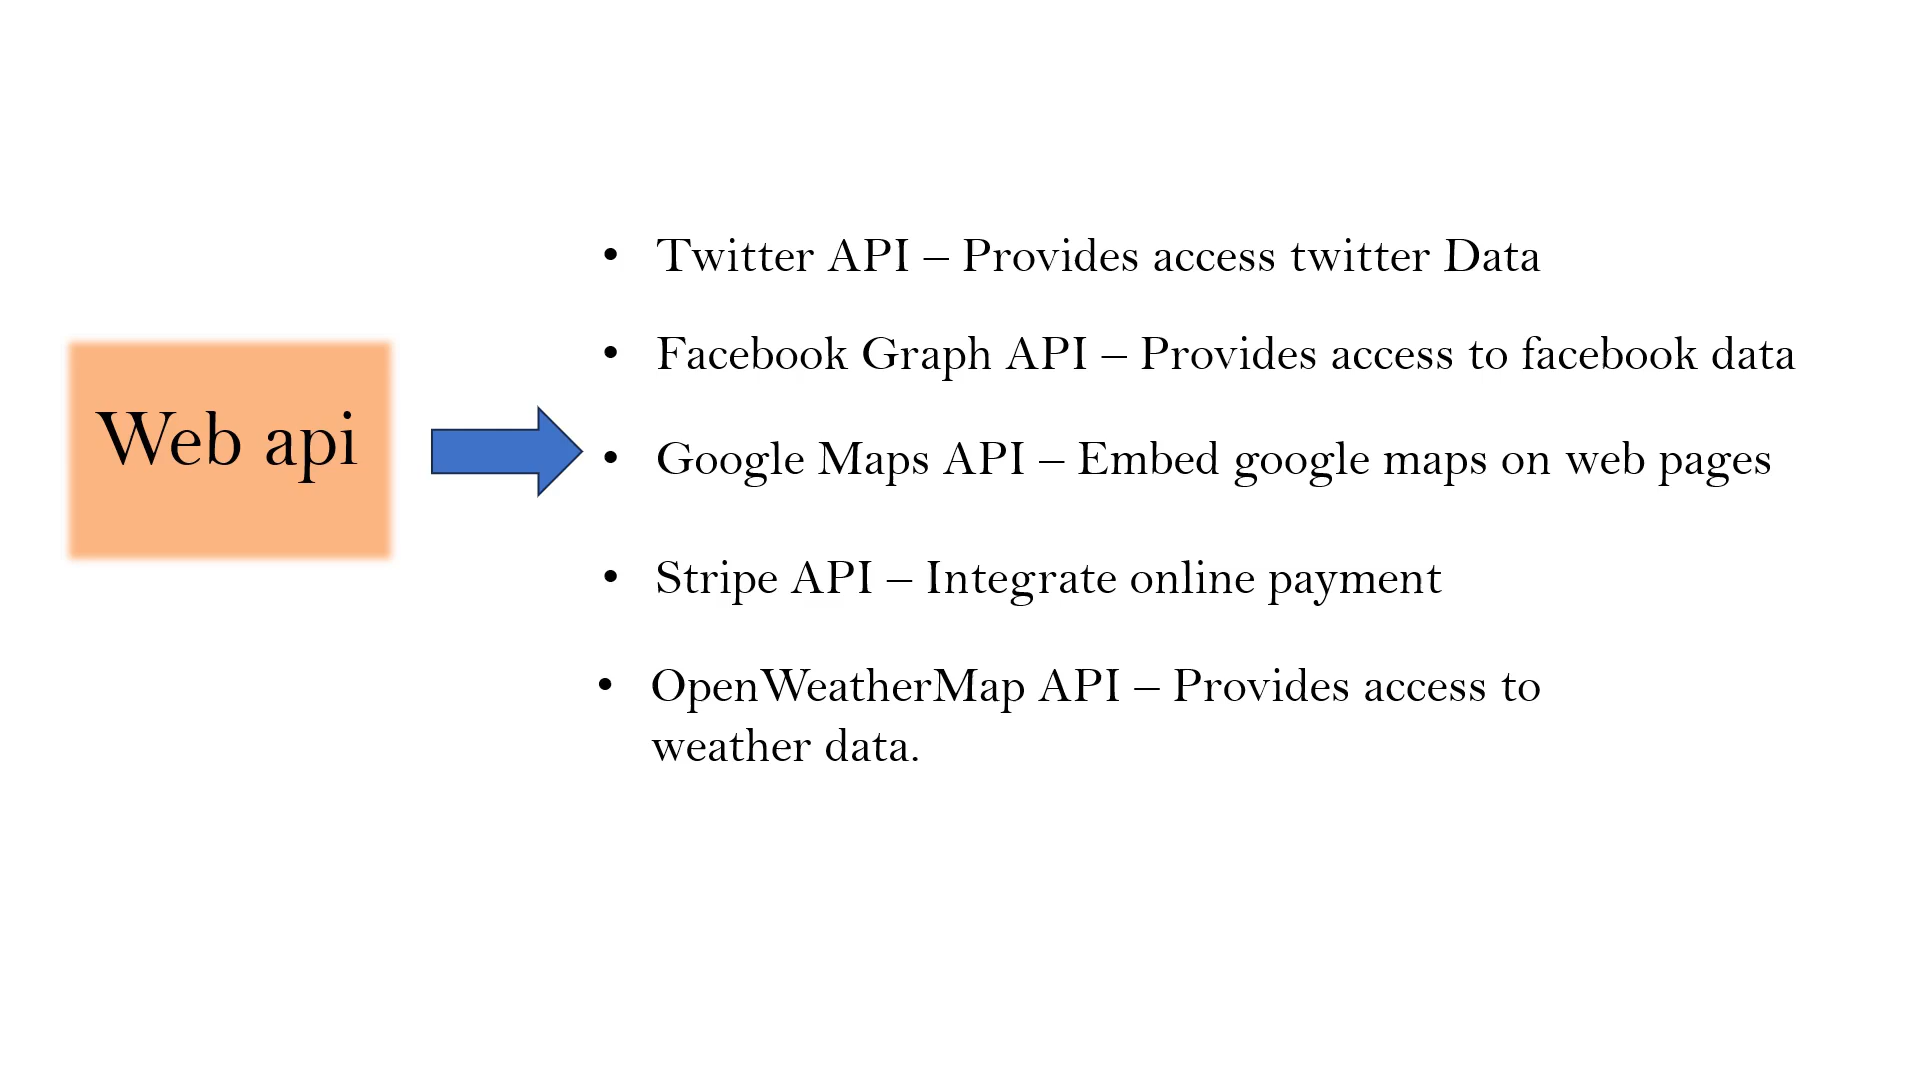 Web api
• Twitter API – Provides access twitter Data
• Facebook Graph API – Provides access to facebook data
• Google Maps API – Embed google maps on web pages
• Stripe API – Integrate online payment
• OpenWeatherMap API – Provides access to
weather data.